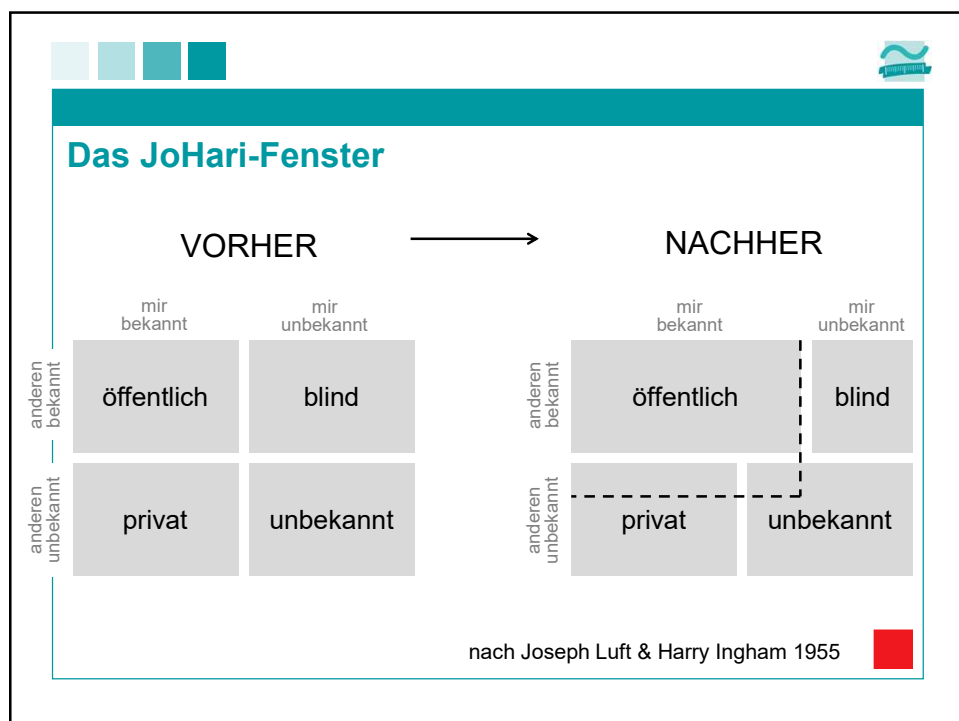 Das JoHari-Fenster
VORHER
NACHHER
mir
bekannt
mir
unbekannt
anderen
bekannt
öffentlich
blind
anderen
unbekannt
privat
unbekannt
mir
bekannt
mir
unbekannt
anderen
bekannt
öffentlich
blind
anderen
unbekannt
privat
unbekannt
nach Joseph Luft & Harry Ingham 1955